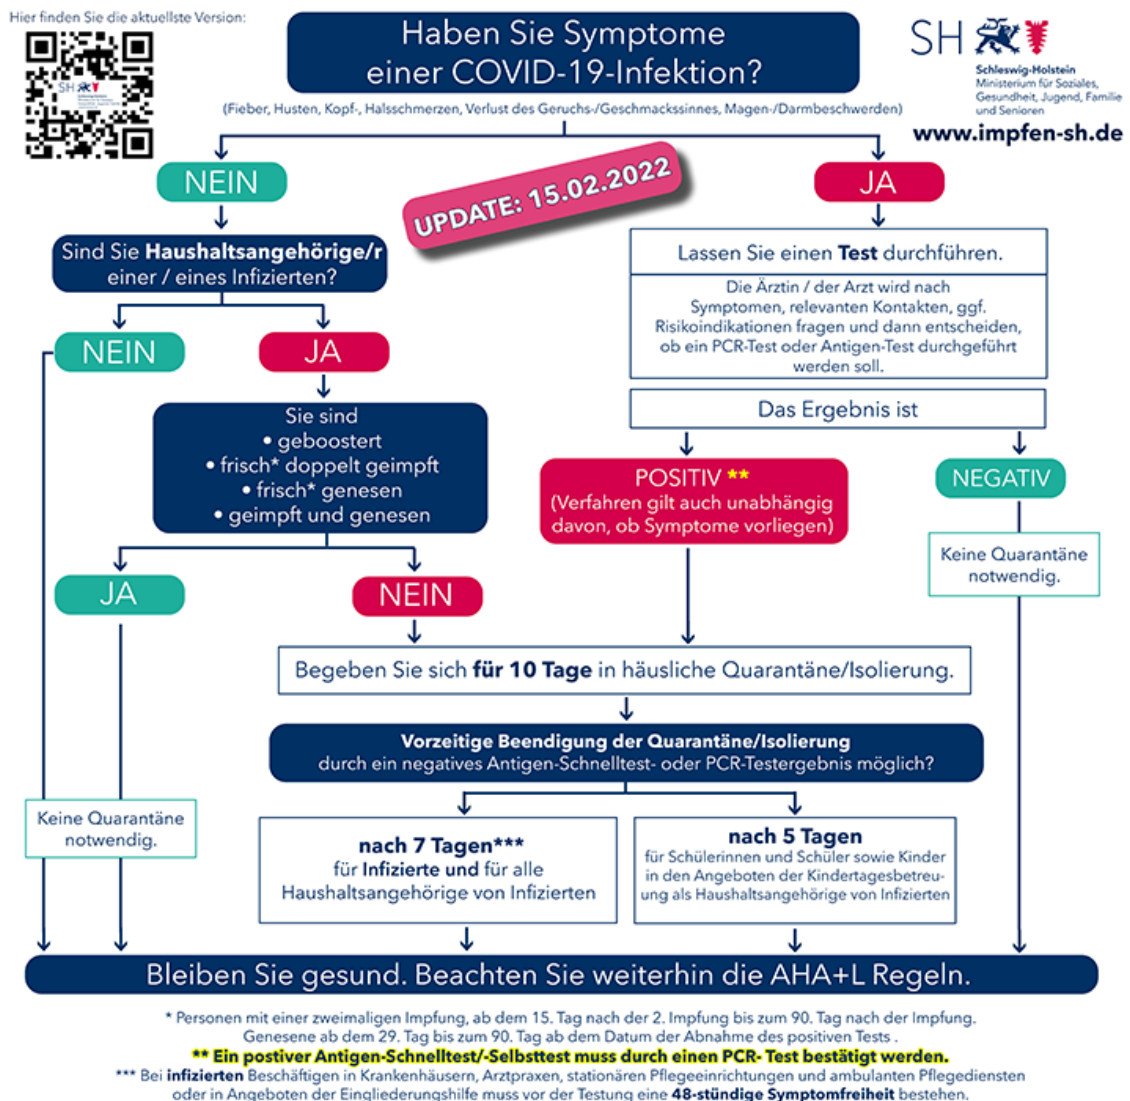 Hier finden Sie die aktuellste Version:
Haben Sie Symptome
einer COVID-19-Infektion?
(Fieber, Husten, Kopf-, Halsschmerzen, Verlust des Geruchs-/Geschmackssinnes, Magen-/Darmbeschwerden)
SH
Schleswig-Holstein
Ministerium für Soziales,
Gesundheit, Jugend, Familie
und Senioren
www.impfen-sh.de
UPDATE: 15.02.2022
NEIN
JA
Sind Sie Haushaltsangehörige/r
einer / eines Infizierten?
Lassen Sie einen Test durchführen.
Die Ärztin / der Arzt wird nach
Symptomen, relevanten Kontakten, ggf.
Risikoindikationen fragen und dann entscheiden,
ob ein PCR-Test oder Antigen-Test durchgeführt
werden soll.
NEIN
JA
Sie sind
• geboostert
• frisch* doppelt geimpft
• frisch* genesen
• geimpft und genesen
Das Ergebnis ist
POSITIV **
(Verfahren gilt auch unabhängig
davon, ob Symptome vorliegen)
NEGATIV
Keine Quarantäne
notwendig.
JA
NEIN
Begeben Sie sich für 10 Tage in häusliche Quarantäne/Isolierung.
Vorzeitige Beendigung der Quarantäne/Isolierung
durch ein negatives Antigen-Schnelltest- oder PCR-Testergebnis möglich?
Keine Quarantäne
notwendig.
nach 7 Tagen***
für Infizierte und für alle
Haushaltsangehörige von Infizierten
nach 5 Tagen
für Schülerinnen und Schüler sowie Kinder
in den Angeboten der Kindertagesbetreu-
ung als Haushaltsangehörige von Infizierten
Bleiben Sie gesund. Beachten Sie weiterhin die AHA+L Regeln.
* Personen mit einer zweimaligen Impfung, ab dem 15. Tag nach der 2. Impfung bis zum 90. Tag nach der Impfung.
Genesene ab dem 29. Tag bis zum 90. Tag ab dem Datum der Abnahme des positiven Tests .
** Ein postiver Antigen-Schnelltest/-Selbsttest muss durch einen PCR- Test bestätigt werden.
*** Bei infizierten Beschäftigen in Krankenhäusern, Arztpraxen, stationären Pflegeeinrichtungen und ambulanten Pflegediensten
oder in Angeboten der Eingliederungshilfe muss vor der Testung eine 48-stündige Symptomfreiheit bestehen.